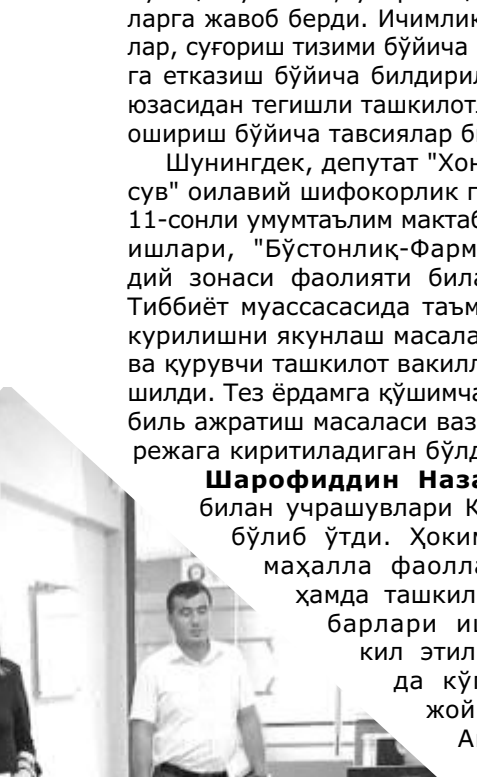 ларга жавоб берди. Ичимлик
лар, суғориш тизими бўйича
га етказиш бўйича билдирил
юзасидан тегишли ташкилот
ошириш бўйича тавсиялар б
Шунингдек, депутат "Хон
сув" оилавий шифокорлик п
11-сонли умумтаълим мактаб
ишлари, "Бўстонлиқ-Фарм
дий зонаси фаолияти била
Тиббиёт муассасасида таъм
курилишни якунлаш масала
ва қурувчи ташкилот вакилл
шилди. Тез ёрдамга қўшимча
биль ажратиш масаласи ваз
режага киритиладиган бўлд
Шарофиддин Наза
билан учрашувлари К
бўлиб ўтди. Ҳоким
маҳалла фаолла
ҳамда ташкил
барлари иш
кил этил
да кўм
жой
А